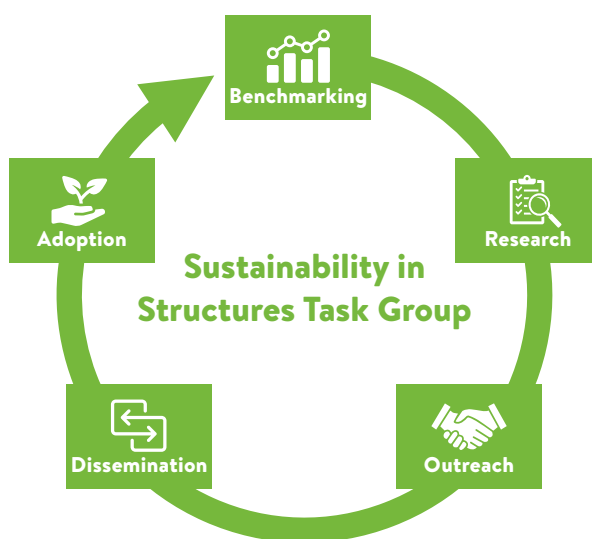 Benchmarking
Research
Outreach
Dissemination
Adoption
Sustainability in
Structures Task Group